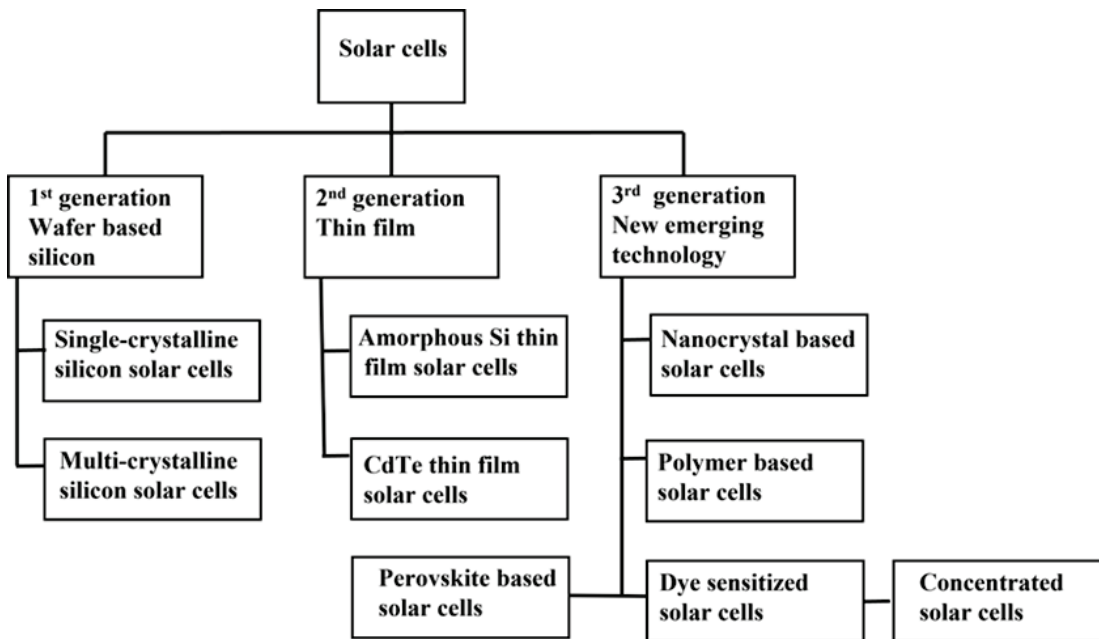 Solar cells
1st generation
Wafer based
silicon
2nd generation
Thin film
3rd generation
New emerging
technology
Single-crystalline
silicon solar cells
Amorphous Si thin
film solar cells
Nanocrystal based
solar cells
Multi-crystalline
silicon solar cells
CdTe thin film
solar cells
Polymer based
solar cells
Perovskite based
solar cells
Dye sensitized
solar cells
Concentrated
solar cells